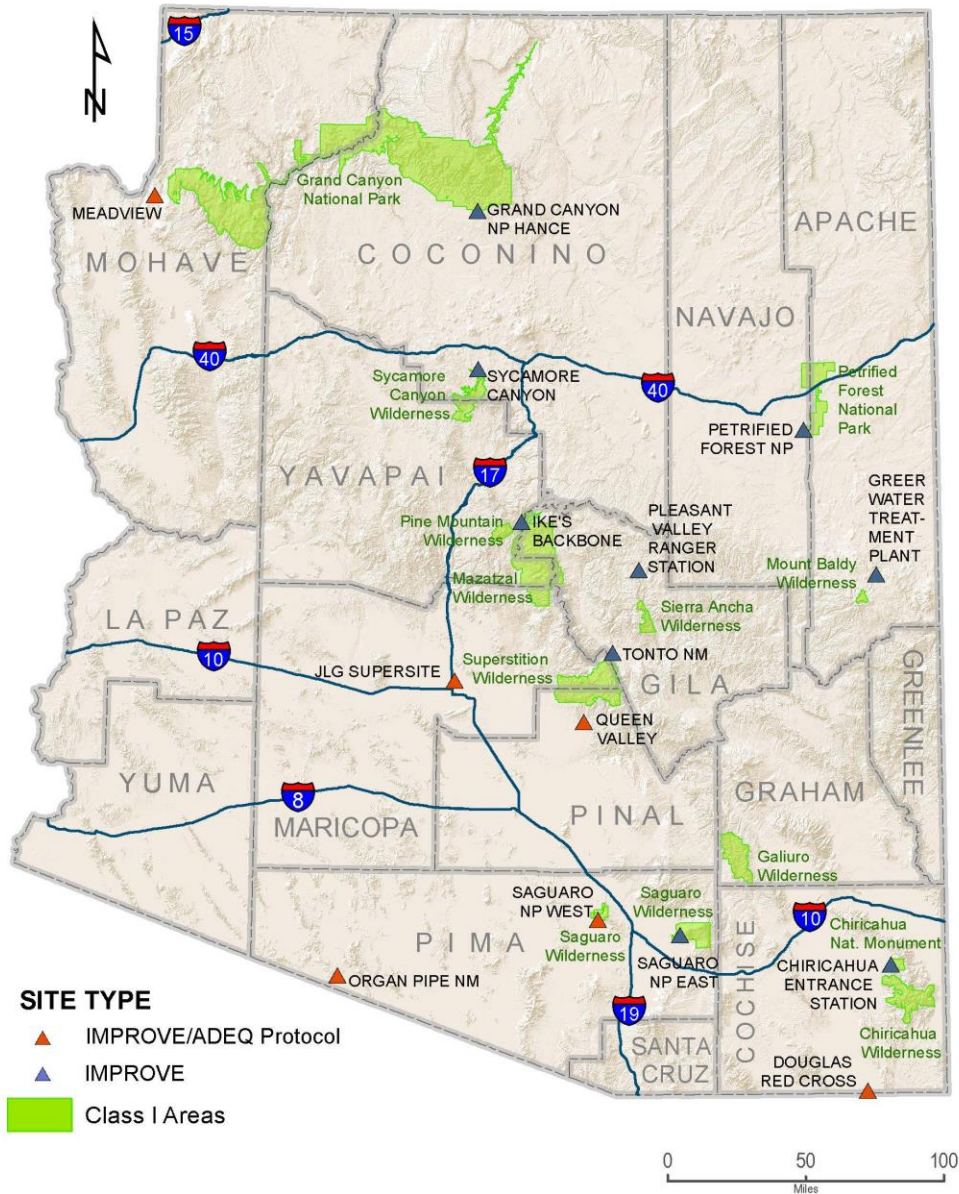 15
N
Grand Canyon
National Park
MEADVIEW
GRAND CANYON
NP HANCE
APACHE
MOHAVE
COCONINO
NAVAJO
40
Sycamore
Canyon
Wilderness
SYCAMORE
CANYON
40
Petrified
Forest
National
Park
PETRIFIED
FOREST NP
YAVAPAI
17
GREER
WATER
TREAT-
MENT
PLANT
PLEASANT
VALLEY
RANGER
STATION
Pine Mountain
Wilderness
IKE'S
BACKBONE
Mount Baldy
Wilderness
Mazatzal
Wilderness
LA PAZ
Sierra Ancha
Wilderness
10
JLG SUPERSITE
Superstition
Wilderness
TONTO NM
GILA
GREENLEE
QUEEN
VALLEY
YUMA
8
MARICOPA
PINAL
GRAHAM
Galiuro
Wilderness
SAGUARO
NP WEST
Saguaro
Wilderness
10
PIMA
Saguaro
Wilderness
SAGUARO
NP EAST
COCHISE
Chiricahua
Nat. Monument
CHIRICAHUA
ENTRANCE
STATION
ORGAN PIPE NM
19
SANTA
CRUZ
Chiricahua
Wilderness
DOUGLAS
RED CROSS
SITE TYPE
IMPROVE/ADEQ Protocol
IMPROVE
Class I Areas
0 50 100
Miles